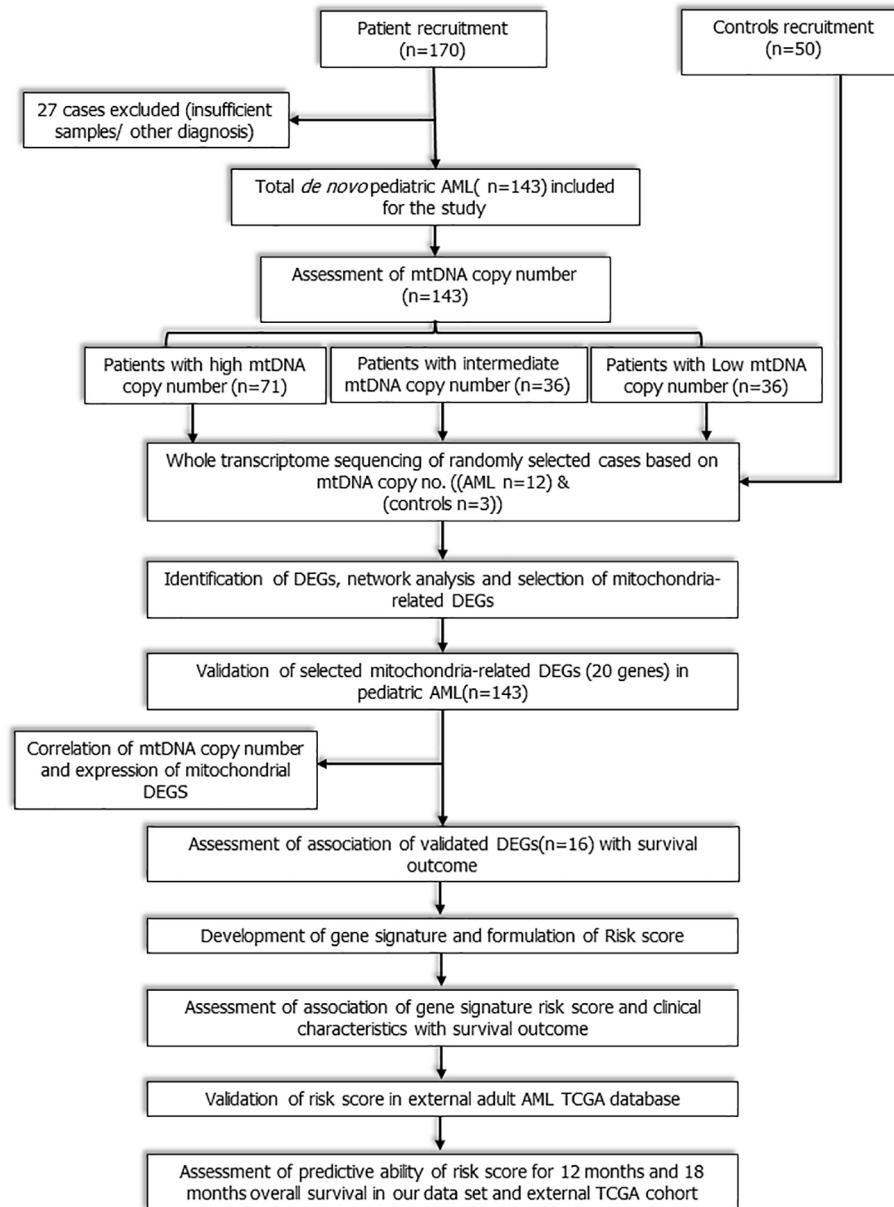 Patient recruitment
(n=170)
Controls recruitment
(n=50)
27 cases excluded (insufficient
samples/ other diagnosis)
Total de novo pediatric AML( n=143) included
for the study
Assessment of mtDNA copy number
(n=143)
Patients with high mtDNA
copy number (n=71)
Patients with intermediate
mtDNA copy number (n=36)
Patients with Low mtDNA
copy number (n=36)
Whole transcriptome sequencing of randomly selected cases based on
mtDNA copy no. ((AML n=12) &
(controls n=3))
Identification of DEGs, network analysis and selection of mitochondria-
related DEGs
Validation of selected mitochondria-related DEGs (20 genes) in
pediatric AML(n=143)
Correlation of mtDNA copy number
and expression of mitochondrial
DEGS
Assessment of association of validated DEGs(n=16) with survival
outcome
Development of gene signature and formulation of Risk score
Assessment of association of gene signature risk score and clinical
characteristics with survival outcome
Validation of risk score in external adult AML TCGA database
Assessment of predictive ability of risk score for 12 months and 18
months overall survival in our data set and external TCGA cohort